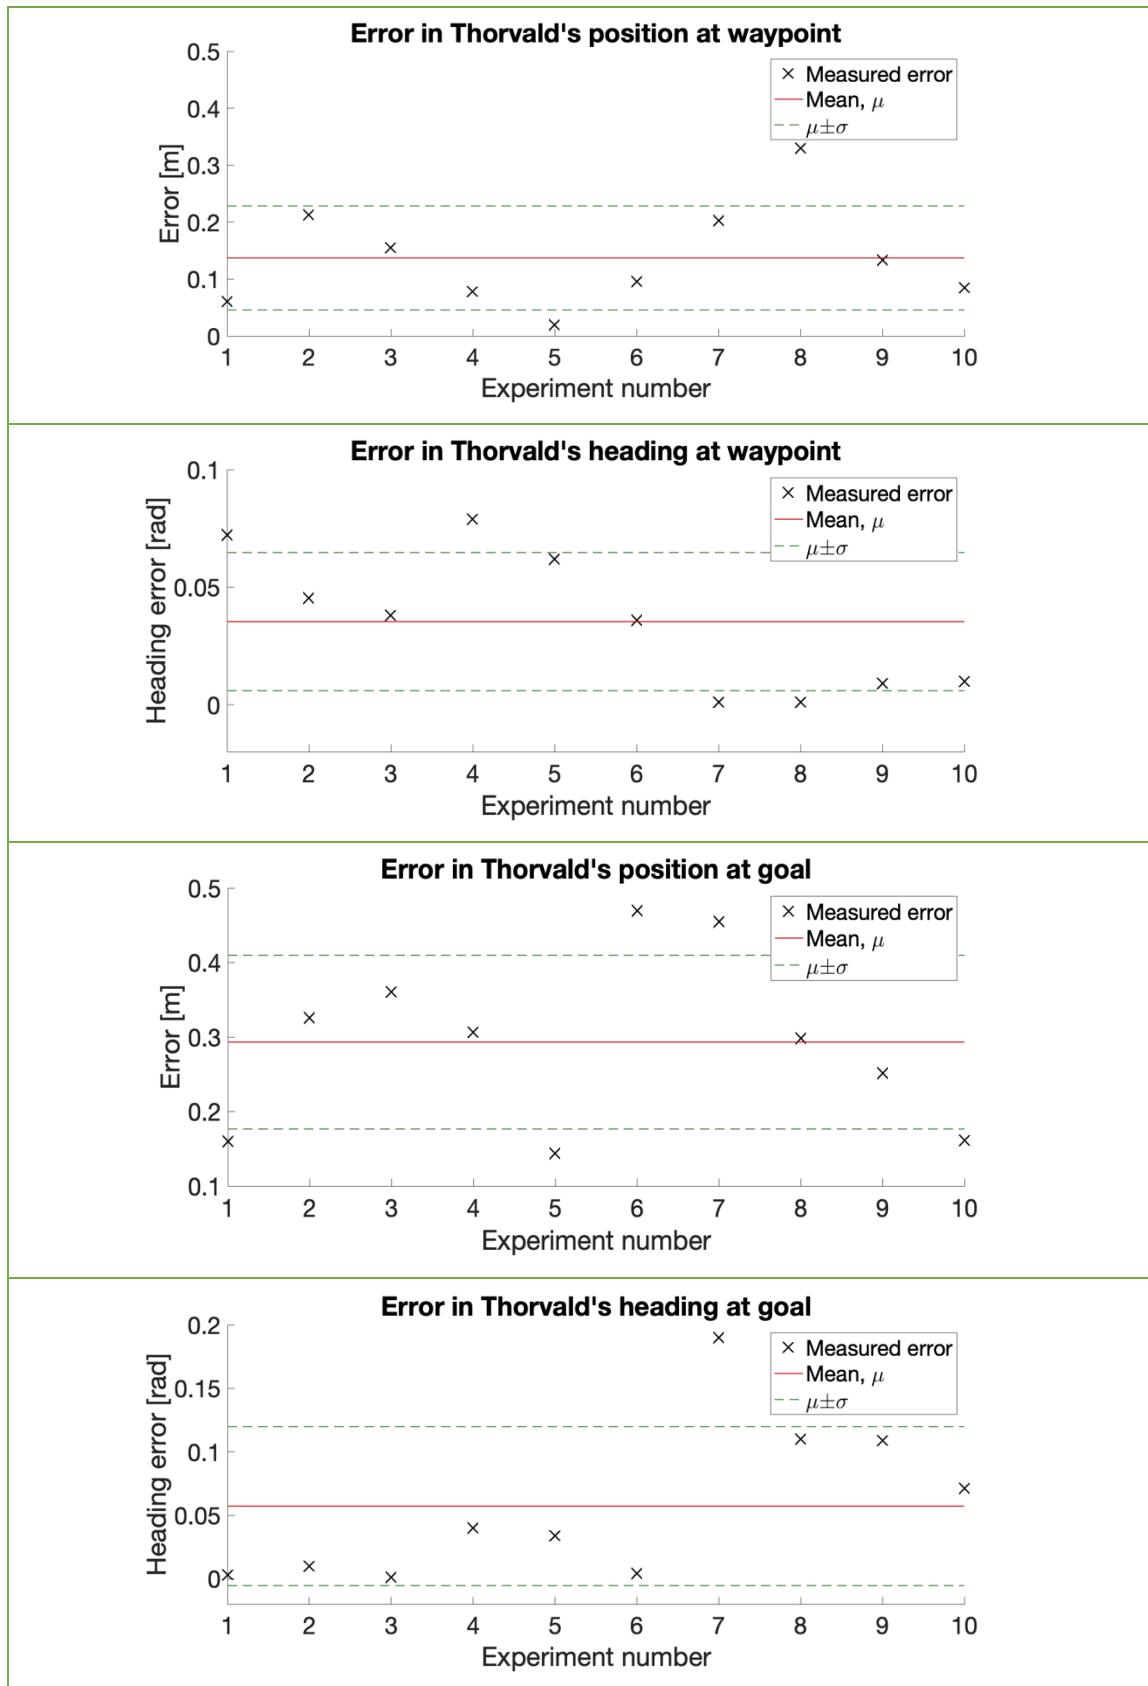 Error in Thorvald's position at waypoint
0.5
0.4
0.3
0.2
0.1
0
Error [m]
× Measured error
Mean, μ
μ±σ
1 2 3 4 5 6 7 8 9 10
Experiment number
Error in Thorvald's heading at waypoint
0.1
0.05
0
Heading error [rad]
× Measured error
Mean, μ
μ±σ
1 2 3 4 5 6 7 8 9 10
Experiment number
Error in Thorvald's position at goal
0.5
0.4
0.3
0.2
0.1
Error [m]
× Measured error
Mean, μ
μ±σ
1 2 3 4 5 6 7 8 9 10
Experiment number
Error in Thorvald's heading at goal
0.2
0.15
0.1
0.05
0
Heading error [rad]
× Measured error
Mean, μ
μ±σ
1 2 3 4 5 6 7 8 9 10
Experiment number